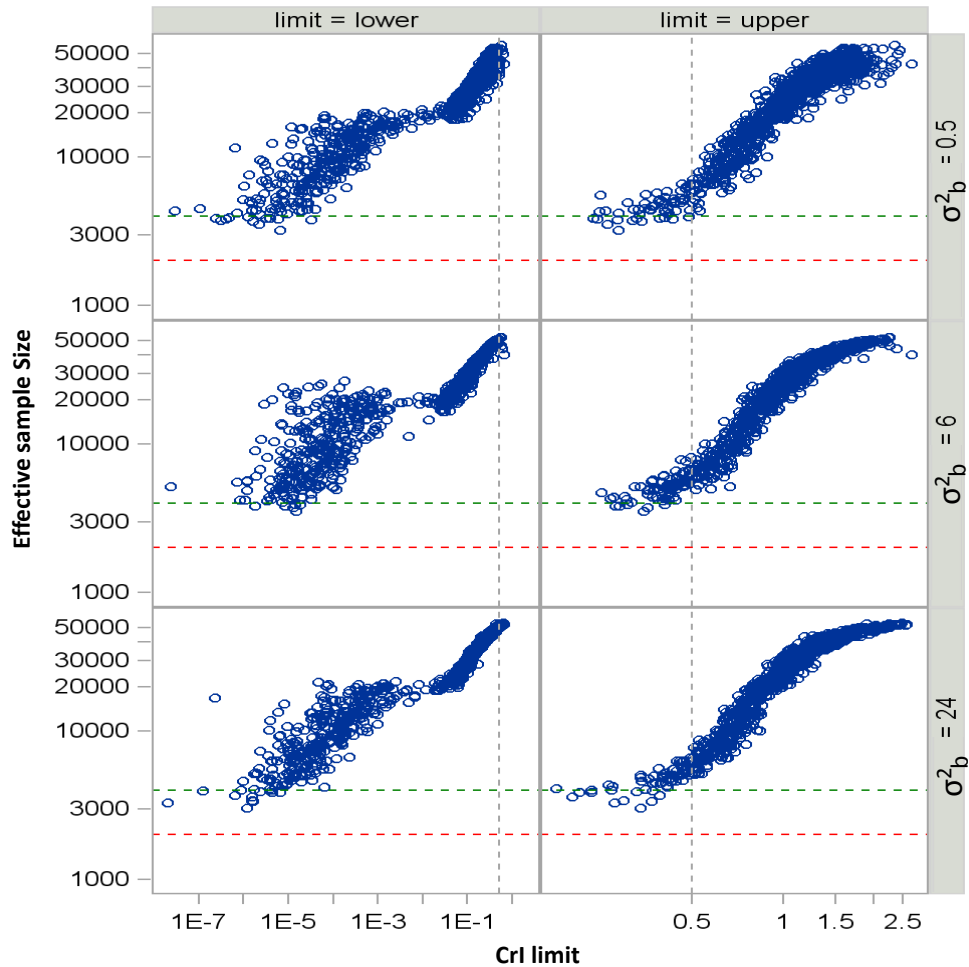 limit = lower
limit = upper
50000
30000
20000
10000
3000
1000
σ²b = 0.5
50000
30000
20000
10000
3000
1000
σ²b = 6
50000
30000
20000
10000
3000
1000
σ²b = 24
Effective sample Size
1E-7
1E-5
1E-3
1E-1
0.5
1
1.5
2.5
CrI limit